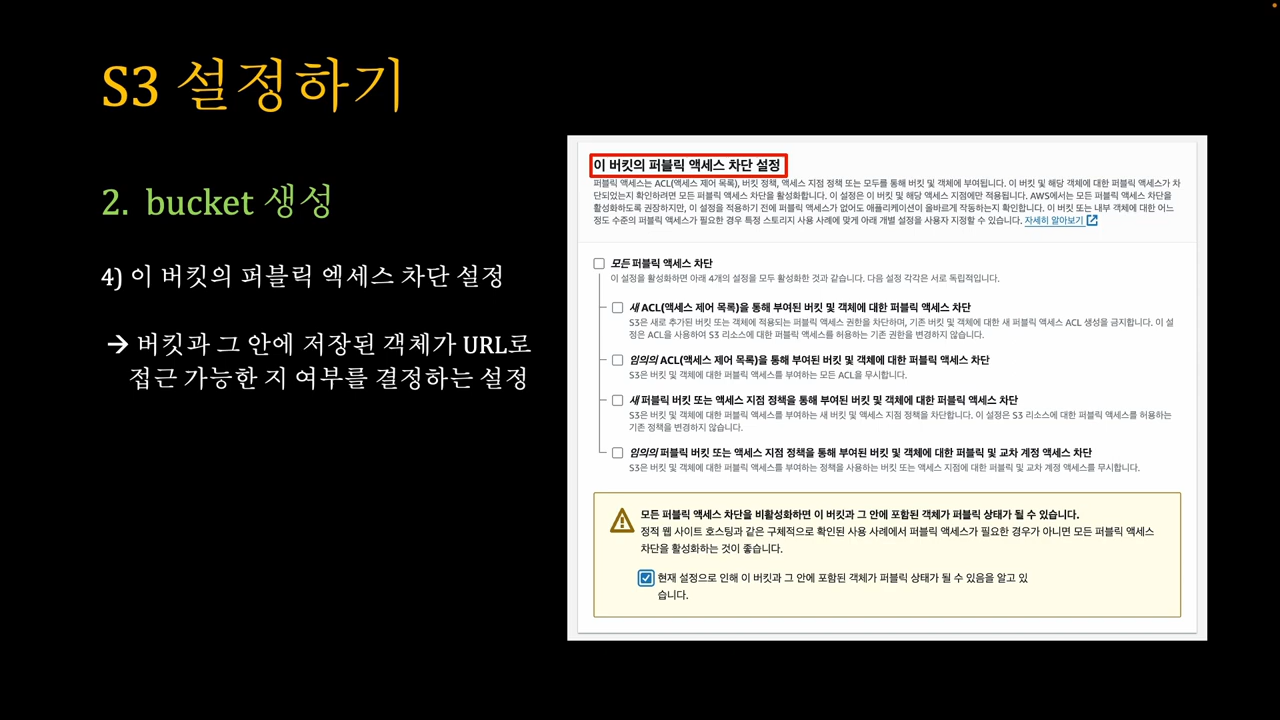 S3 설정하기
2. bucket 생성
4) 이 버킷의 퍼블릭 엑세스 차단 설정
→ 버킷과 그 안에 저장된 객체가 URL로
접근 가능한 지 여부를 결정하는 설정
이 버킷의 퍼블릭 액세스 차단 설정
퍼블릭 액세스는 ACL(액세스 제어 목록), 버킷 정책, 액세스 지점 정책 또는 모두를 통해 버킷 및 객체에 부여됩니다. 이 버킷 및 해당 객체에 대한 퍼블릭 액세스가 차
단되었는지 확인하려면 모든 퍼블릭 액세스 차단을 활성화합니다. 이 설정은 이 버킷 및 해당 액세스 지점에만 적용됩니다. AWS에서는 모든 퍼블릭 액세스 차단을
활성화하도록 권장하지만, 이 설정을 적용하기 전에 퍼블릭 액세스가 없어도 애플리케이션이 올바르게 작동하는지 확인합니다. 이 버킷 또는 내부 객체에 대한 어느
정도 수준의 퍼블릭 액세스가 필요한 경우 특정 스토리지 사용 사례에 맞게 아래 개별 설정을 사용자 지정할 수 있습니다. 자세히 알아보기
모든 퍼블릭 액세스 차단
이 설정을 활성화하면 아래 4개의 설정을 모두 활성화한 것과 같습니다. 다음 설정 각각은 서로 독립적입니다.
새 ACL(액세스 제어 목록)을 통해 부여된 버킷 및 객체에 대한 퍼블릭 액세스 차단
S3은 새로 추가된 버킷 또는 객체에 적용되는 퍼블릭 액세스 권한을 차단하며, 기존 버킷 및 객체에 대한 새 퍼블릭 액세스 ACL 생성을 금지합니다. 이 설
정은 ACL을 사용하여 S3 리소스에 대한 퍼블릭 액세스를 허용하는 기존 권한을 변경하지 않습니다.
임의의 ACL(액세스 제어 목록)을 통해 부여된 버킷 및 객체에 대한 퍼블릭 액세스 차단
S3은 버킷 및 객체에 대한 퍼블릭 액세스를 부여하는 모든 ACL을 무시합니다.
새 퍼블릭 버킷 또는 액세스 지점 정책을 통해 부여된 버킷 및 객체에 대한 퍼블릭 액세스 차단
S3은 버킷 및 객체에 대한 퍼블릭 액세스를 부여하는 새 버킷 및 액세스 지점 정책을 차단합니다. 이 설정은 S3 리소스에 대한 퍼블릭 액세스를 허용하는
기존 정책을 변경하지 않습니다.
임의의 퍼블릭 버킷 또는 액세스 지점 정책을 통해 부여된 버킷 및 객체에 대한 퍼블릭 및 교차 계정 액세스 차단
S3은 버킷 및 객체에 대한 퍼블릭 액세스를 부여하는 정책을 사용하는 버킷 또는 액세스 지점에 대한 퍼블릭 및 교차 계정 액세스를 무시합니다.
모든 퍼블릭 액세스 차단을 비활성화하면 이 버킷과 그 안에 포함된 객체가 퍼블릭 상태가 될 수 있습니다.
정적 웹 사이트 호스팅과 같은 구체적으로 확인된 사용 사례에서 퍼블릭 액세스가 필요한 경우가 아니면 모든 퍼블릭 액세스
차단을 활성화하는 것이 좋습니다.
현재 설정으로 인해 이 버킷과 그 안에 포함된 객체가 퍼블릭 상태가 될 수 있음을 알고 있
습니다.